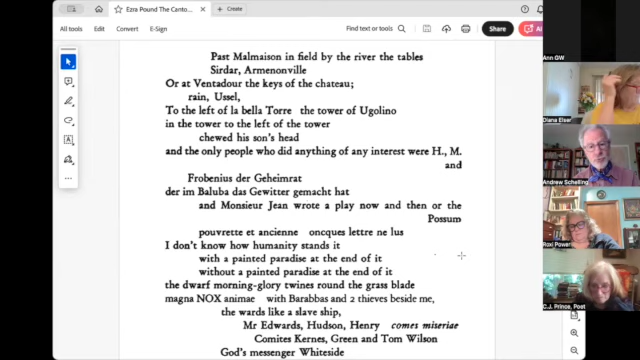 Ezra Pound The Canto...
+ Create
All tools
Edit
Convert
E-Sign
Find text or tools
Share
AI
Past Malmaison in field by the river the tables
Sirdar, Armenonville
Or at Ventadour the keys of the chateau;
rain, Ussel,
To the left of la bella Torre the tower of Ugolino
in the tower to the left of the tower
chewed his son's head
and the only people who did anything of any interest were H., M.
and
Frobenius der Geheimrat
der im Baluba das Gewitter gemacht hat
and Monsieur Jean wrote a play now and then or the
Possum
pouvrette et ancienne oncques lettre ne lus
I don't know how humanity stands it
with a painted paradise at the end of it
without a painted paradise at the end of it
the dwarf morning-glory twines round the grass blade
magna NOX animae with Barabbas and 2 thieves beside me,
the wards like a slave ship,
Mr Edwards, Hudson, Henry comes miseriae
Comites Kernes, Green and Tom Wilson
God's messenger Whiteside
Ann GW
Diana Elser
Andrew Schelling
Roxi Power
C.J. Prince, Post